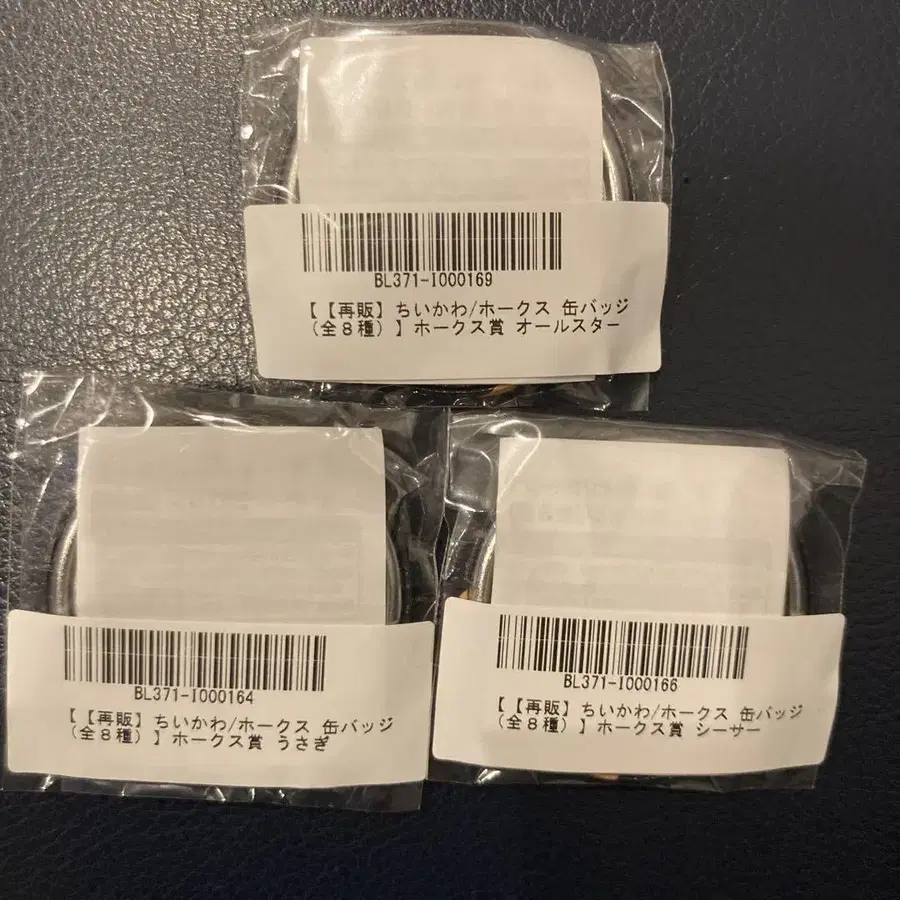 BL371-I000169
【【再販】ちいかわ/ホークス 缶バッジ
（全８種）】ホークス賞 オールスター
BL371-I000164
【【再販】ちいかわ/ホークス 缶バッジ
（全８種）】ホークス賞 うさぎ
BL371-I000166
【【再販】ちいかわ/ホークス 缶バッジ
（全８種）】ホークス賞 シーサー